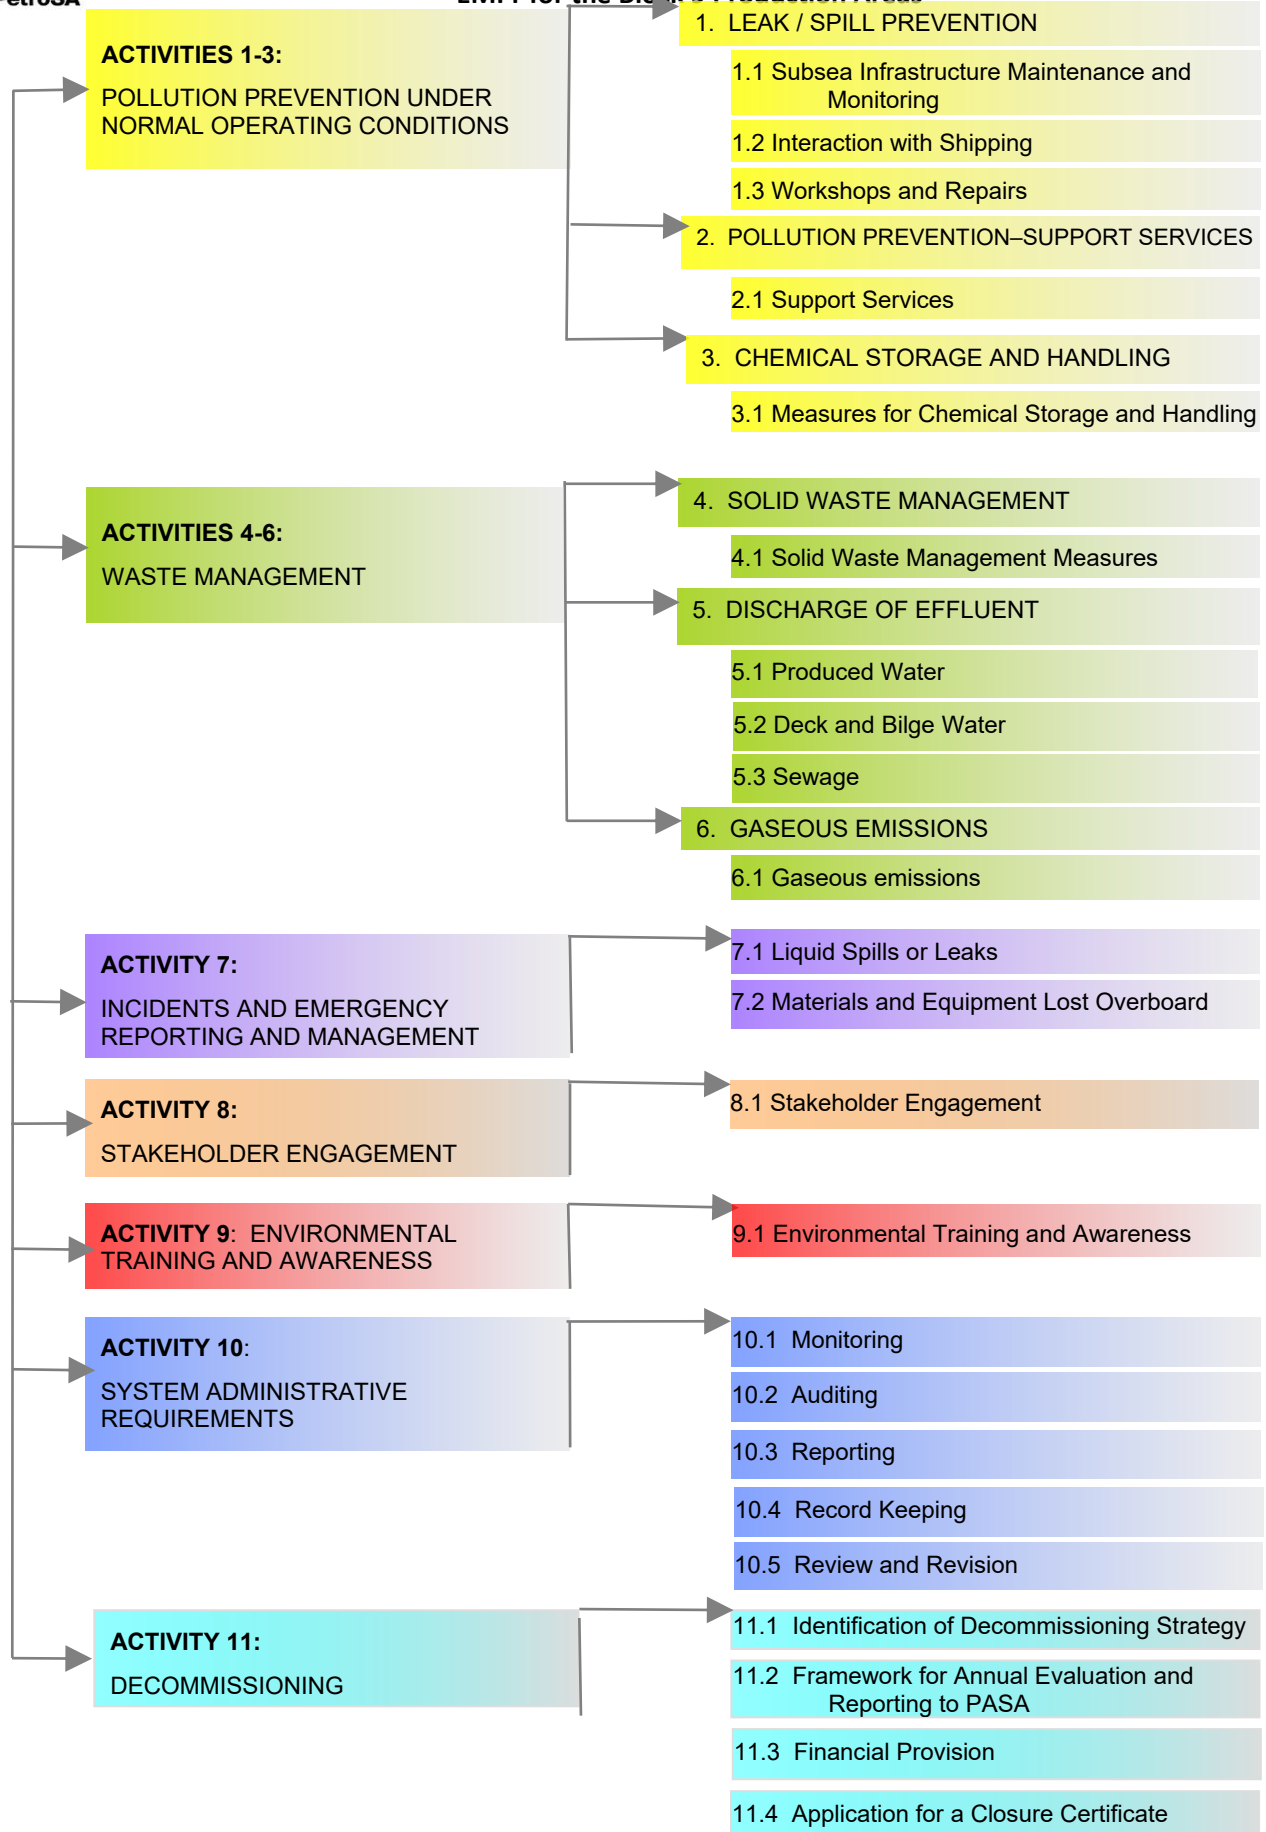 ACTIVITIES 1-3:
POLLUTION PREVENTION UNDER
NORMAL OPERATING CONDITIONS
1. LEAK / SPILL PREVENTION
1.1 Subsea Infrastructure Maintenance and
Monitoring
1.2 Interaction with Shipping
1.3 Workshops and Repairs
2. POLLUTION PREVENTION–SUPPORT SERVICES
2.1 Support Services
3. CHEMICAL STORAGE AND HANDLING
3.1 Measures for Chemical Storage and Handling
ACTIVITIES 4-6:
WASTE MANAGEMENT
4. SOLID WASTE MANAGEMENT
4.1 Solid Waste Management Measures
5. DISCHARGE OF EFFLUENT
5.1 Produced Water
5.2 Deck and Bilge Water
5.3 Sewage
6. GASEOUS EMISSIONS
6.1 Gaseous emissions
ACTIVITY 7:
INCIDENTS AND EMERGENCY
REPORTING AND MANAGEMENT
7.1 Liquid Spills or Leaks
7.2 Materials and Equipment Lost Overboard
ACTIVITY 8:
STAKEHOLDER ENGAGEMENT
8.1 Stakeholder Engagement
ACTIVITY 9: ENVIRONMENTAL
TRAINING AND AWARENESS
9.1 Environmental Training and Awareness
ACTIVITY 10:
SYSTEM ADMINISTRATIVE
REQUIREMENTS
10.1 Monitoring
10.2 Auditing
10.3 Reporting
10.4 Record Keeping
10.5 Review and Revision
ACTIVITY 11:
DECOMMISSIONING
11.1 Identification of Decommissioning Strategy
11.2 Framework for Annual Evaluation and
Reporting to PASA
11.3 Financial Provision
11.4 Application for a Closure Certificate